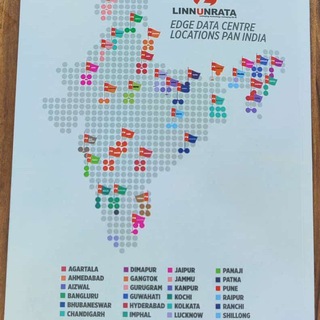 LINNUNRATA
EDGE DATA CENTRE
LOCATIONS PAN INDIA
AGARTALA
AHMEDABAD
AIZWAL
BANGLURU
BHUBANESWAR
CHANDIGARH
DIMAPUR
GANGTOK
GURUGRAM
GUWAHATI
HYDERABAD
IMPHAL
JAIPUR
JAMMU
KANPUR
KOCHI
KOLKATA
LUCKNOW
PANAJI
PATNA
PUNE
RAIPUR
RANCHI
SHILLONG